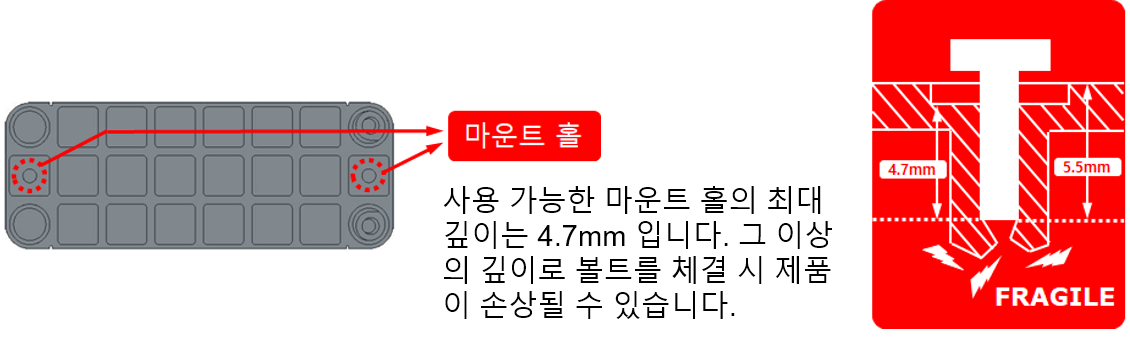 마운트 홀
사용 가능한 마운트 홀의 최대
깊이는 4.7mm 입니다. 그 이상
의 깊이로 볼트를 체결 시 제품
이 손상될 수 있습니다.
4.7mm
5.5mm
FRAGILE